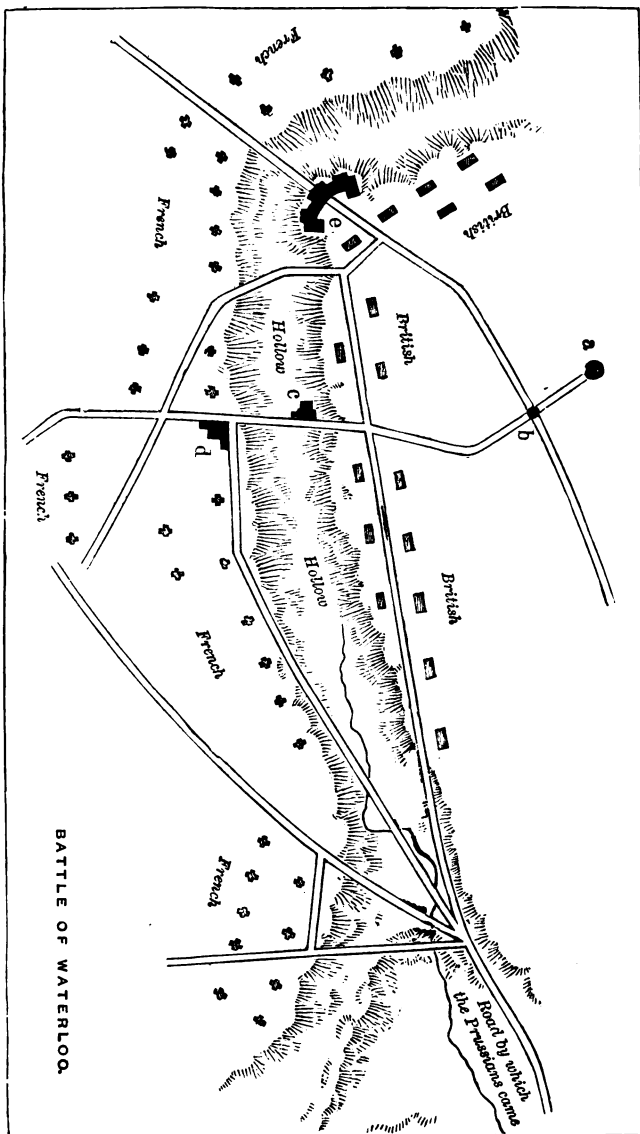 French
British
e
French
Hollow
British
c
a
b
d
French
Hollow
British
French
French
Road by which
the Prussians came
BATTLE OF WATERLOO.